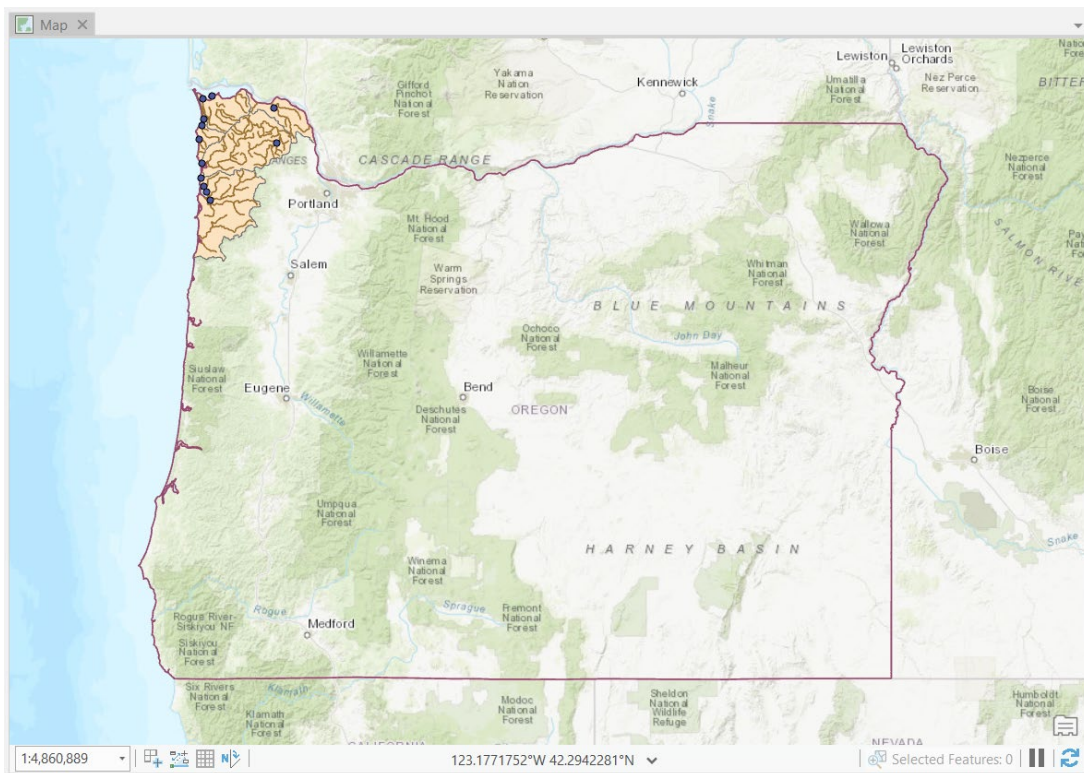 Map
Lewiston
Lewiston
Orchards
Yakama
Nation
Reservation
Kennewick
Gifford
Pinchot
National
Forest
Umatilla
National
Forest
Nez Perce
Reservation
BITTER
Snake
CASCADE RANGE
Nezperce
National
Forest
Portland
Mt. Hood
National
Forest
Wallowa
National
Forest
SALMON RIVER
Salem
Warm
Springs
Reservation
Whitman
National
Forest
BLUE MOUNTAINS
Ochoco
National
Forest
John Day
Siuslaw
National
Forest
Willamette
National
Forest
Malheur
National
Forest
Eugene
Willamette
Bend
Boise
National
Forest
Deschutes
National
Forest
OREGON
Boise
Umpqua
National
Forest
Snake
HARNEY BASIN
Winema
National
Forest
Rogue
Sprague
Fremont
National
Forest
Rogue River-
Siskiyou NF
Siskiyou
National
Forest
Medford
Six Rivers
National
Forest
Klamath
Klamath
National
Forest
Modoc
National
Forest
Sheldon
National
Wildlife
Refuge
Humboldt
National
Forest
NEVADA
1:4,860,889
123.1771752°W 42.2942281°N
Selected Features: 0